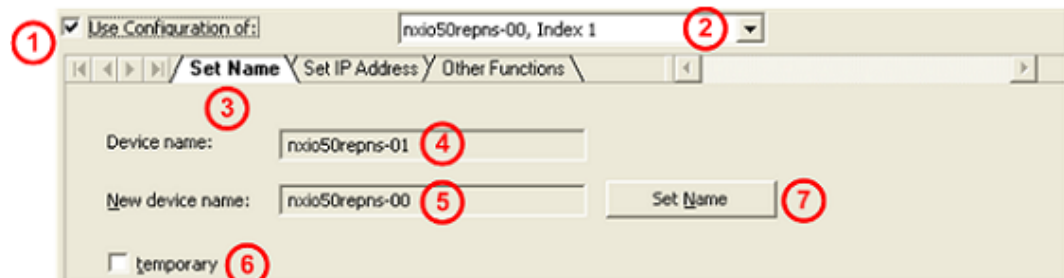 1 Use Configuration of: nxio50repns-00, Index 1 2
Set Name Set IP Address Other Functions
3
Device name: nxio50repns-01 4
New device name: nxio50repns-00 5 Set Name 7
temporary 6